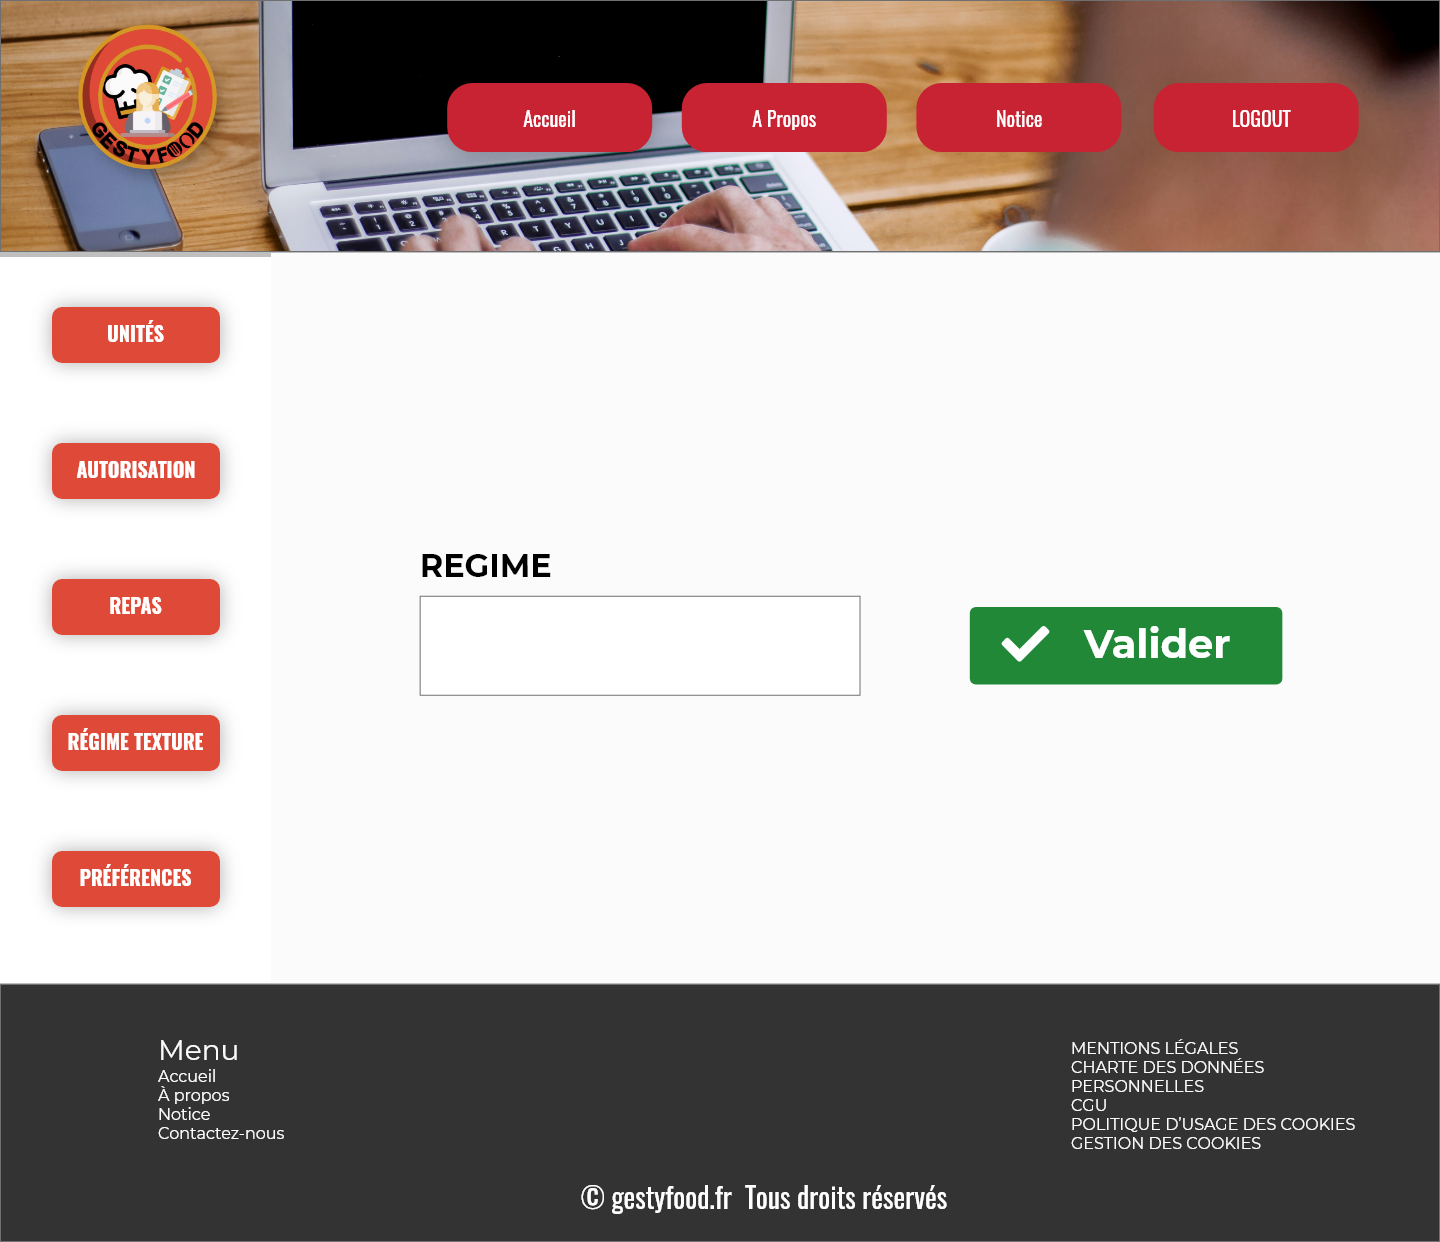 GESTYFOOD
Accueil
A Propos
Notice
LOGOUT
UNITÉS
AUTORISATION
REPAS
RÉGIME TEXTURE
PRÉFÉRENCES
REGIME
Valider
Menu
Accueil
À propos
Notice
Contactez-nous
MENTIONS LÉGALES
CHARTE DES DONNÉES
PERSONNELLES
CGU
POLITIQUE D'USAGE DES COOKIES
GESTION DES COOKIES
© gestyfood.fr Tous droits réservés